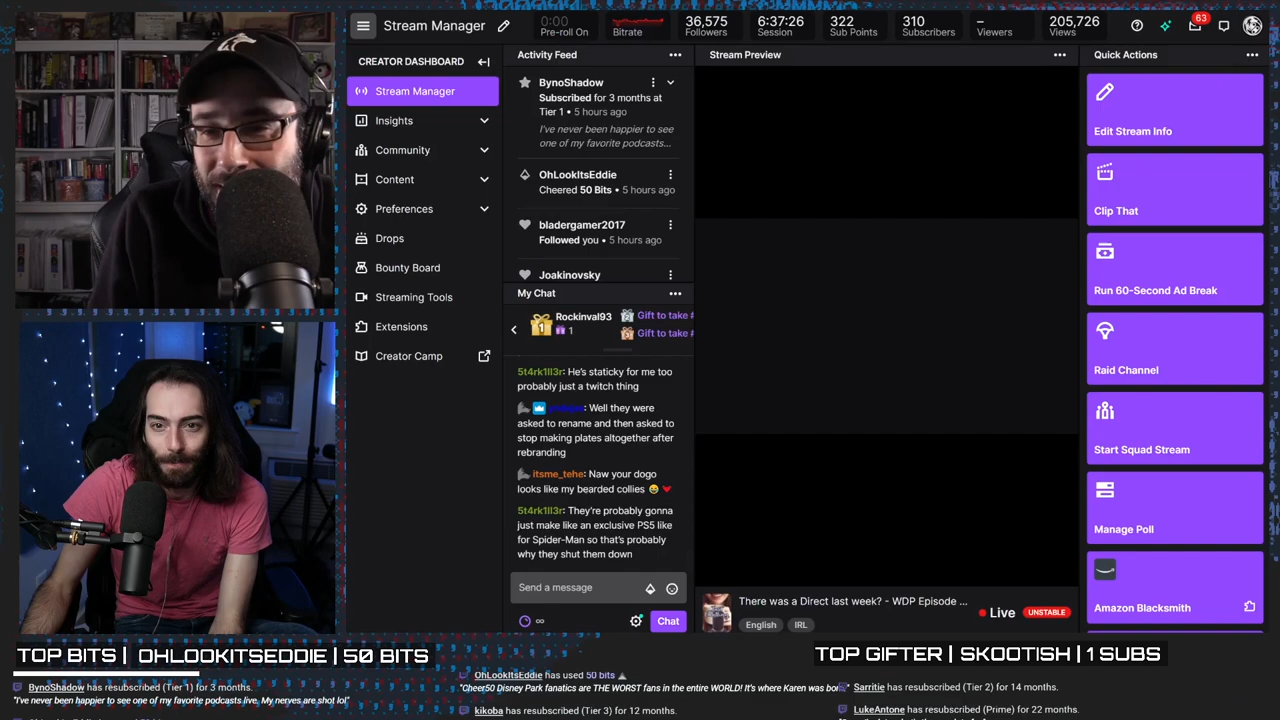 Stream Manager
0:00
Pre-roll On
Bitrate
36,575
Followers
6:37:26
Session
322
Sub Points
310
Subscribers
–
Viewers
205,726
Views
63
CREATOR DASHBOARD
Stream Manager
Insights
Community
Content
Preferences
Drops
Bounty Board
Streaming Tools
Extensions
Creator Camp
Activity Feed
BynoShadow
Subscribed for 3 months at
Tier 1 • 5 hours ago
I've never been happier to see
one of my favorite podcasts...
OhLookItsEddie
Cheered 50 Bits • 5 hours ago
bladergamer2017
Followed you • 5 hours ago
Joakinovsky
My Chat
1
Rockinval93
1
2
Gift to take #
3
Gift to take #
5t4rk1ll3r: He's staticky for me too
probably just a twitch thing
: Well they were
asked to rename and then asked to
stop making plates altogether after
rebranding
itsme_tehe: Naw your dogo
looks like my bearded collies
5t4rk1ll3r: They're probably gonna
just make like an exclusive PS5 like
for Spider-Man so that's probably
why they shut them down
Send a message
∞
Chat
Stream Preview
There was a Direct last week? - WDP Episode ...
English
IRL
Live
UNSTABLE
Quick Actions
Edit Stream Info
Clip That
Run 60-Second Ad Break
Raid Channel
Start Squad Stream
Manage Poll
Amazon Blacksmith
TOP BITS | OHLOOKITSEDDIE | 50 BITS
TOP GIFTER | SKOOTISH | 1 SUBS
BynoShadow has resubscribed (Tier 1) for 3 months.
"I've never been happier to see one of my favorite podcasts live. My nerves are shot lol"
OhLookItsEddie has used 50 bits
"Cheer50 Disney Park fanatics are THE WORST fans in the entire WORLD! It's where Karen was bor
kikoba has resubscribed (Tier 3) for 12 months.
Sarritie has resubscribed (Tier 2) for 14 months.
LukeAntone has resubscribed (Prime) for 22 months.